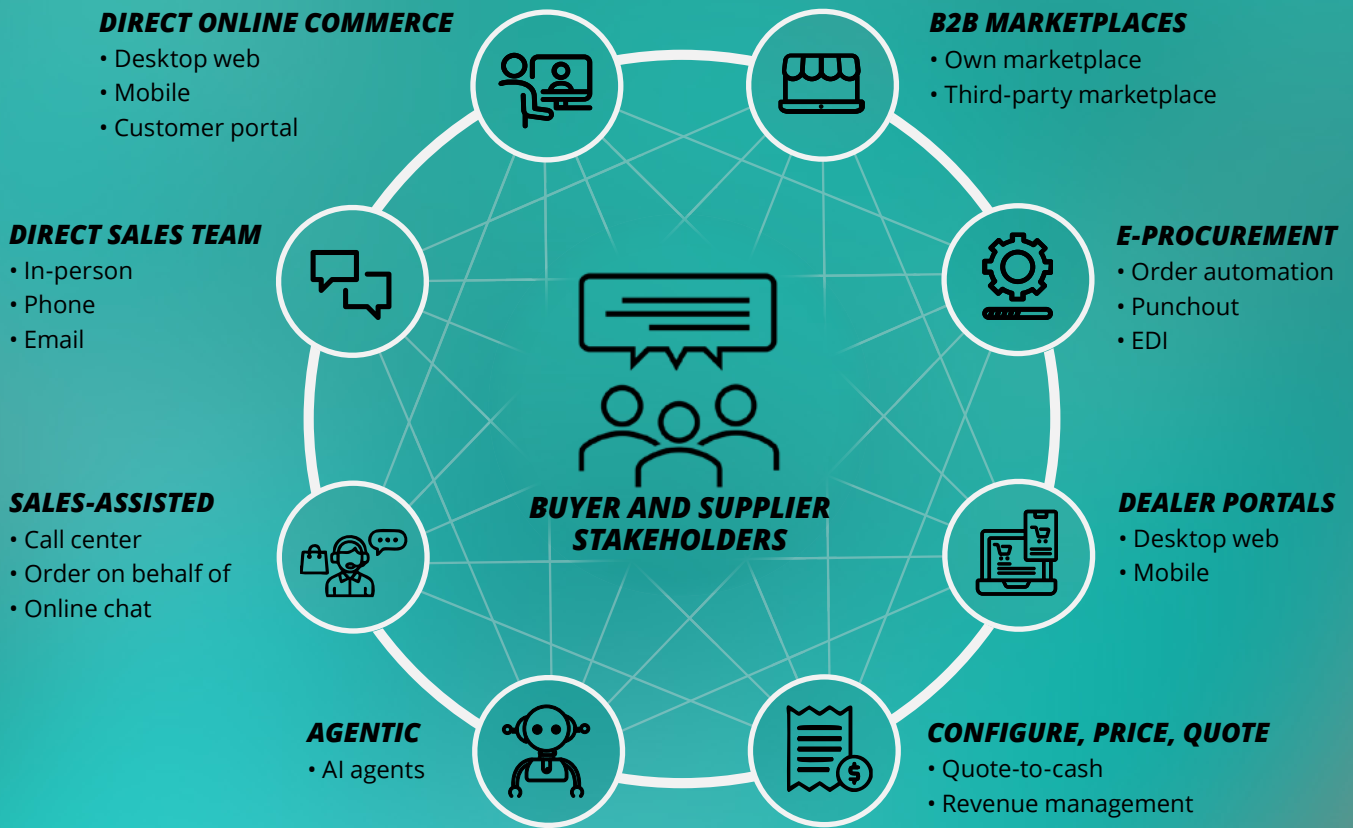 DIRECT ONLINE COMMERCE
• Desktop web
• Mobile
• Customer portal
B2B MARKETPLACES
• Own marketplace
• Third-party marketplace
DIRECT SALES TEAM
• In-person
• Phone
• Email
E-PROCUREMENT
• Order automation
• Punchout
• EDI
BUYER AND SUPPLIER
STAKEHOLDERS
SALES-ASSISTED
• Call center
• Order on behalf of
• Online chat
DEALER PORTALS
• Desktop web
• Mobile
AGENTIC
• AI agents
CONFIGURE, PRICE, QUOTE
• Quote-to-cash
• Revenue management
$